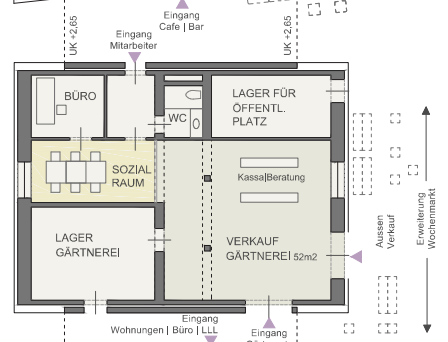 Eingang
Cafe | Bar
UK +2,65
UK +2,65
Eingang
Mitarbeiter
BÜRO
WC
LAGER FÜR
ÖFFENTL.
PLATZ
SOZIAL
RAUM
Kassa|Beratung
LAGER
GÄRTNEREI
VERKAUF
GÄRTNEREI 52m2
Aussen
Verkauf
Erweiterung
Wochenmarkt
Eingang
Wohnungen | Büro | LLL
Eingang